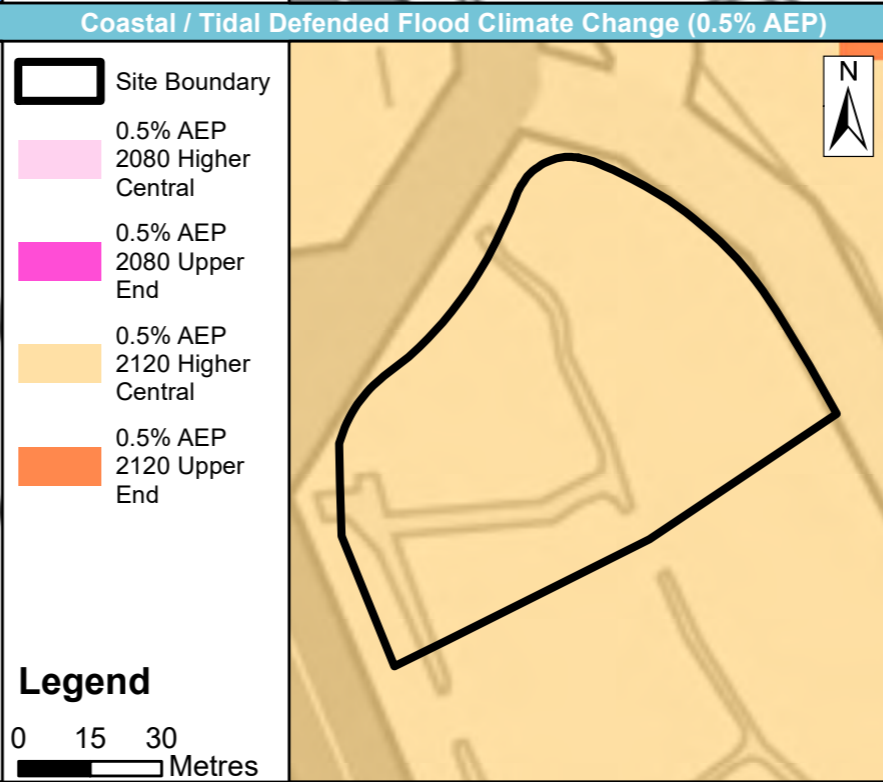 Coastal / Tidal Defended Flood Climate Change (0.5% AEP)
Site Boundary
0.5% AEP
2080 Higher
Central
0.5% AEP
2080 Upper
End
0.5% AEP
2120 Higher
Central
0.5% AEP
2120 Upper
End
Legend
0 15 30
Metres
N